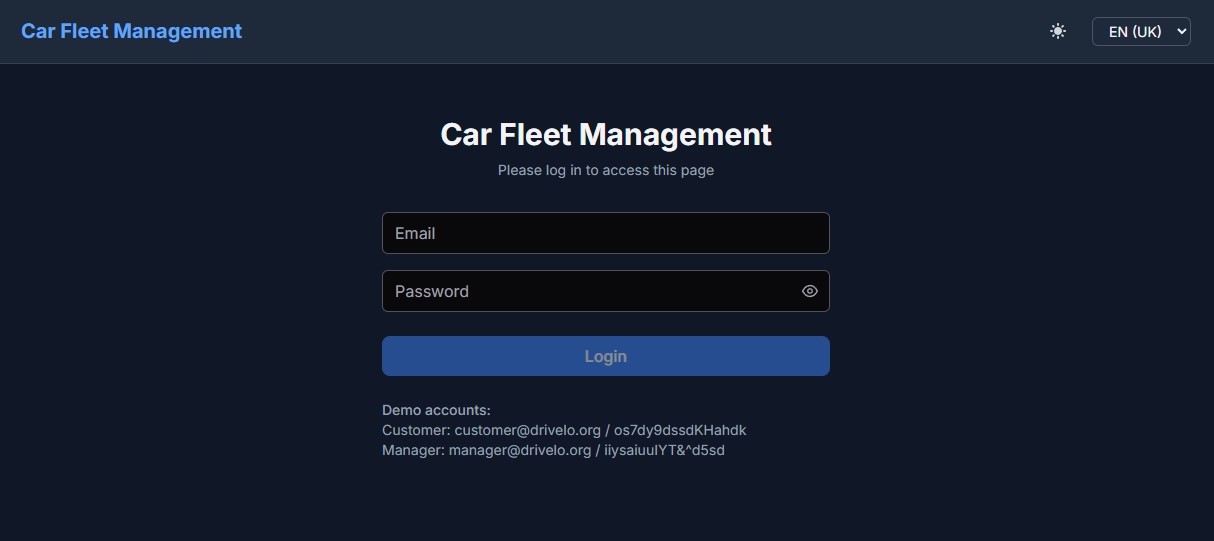 Car Fleet Management
EN (UK)
Car Fleet Management
Please log in to access this page
Email
Password
Login
Demo accounts:
Customer: customer@drivelo.org / os7dy9dssdKHahdk
Manager: manager@drivelo.org / iiysaiuuIYT&^d5sd